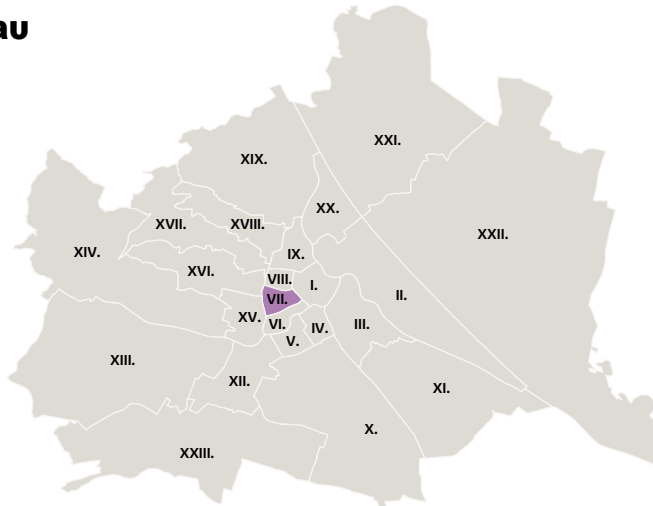 au
XXI.
XIX.
XX.
XVII.
XVIII.
XXII.
XIV.
IX.
XVI.
VIII.
I.
II.
VII.
XV.
VI.
IV.
III.
V.
XIII.
XII.
XI.
X.
XXIII.